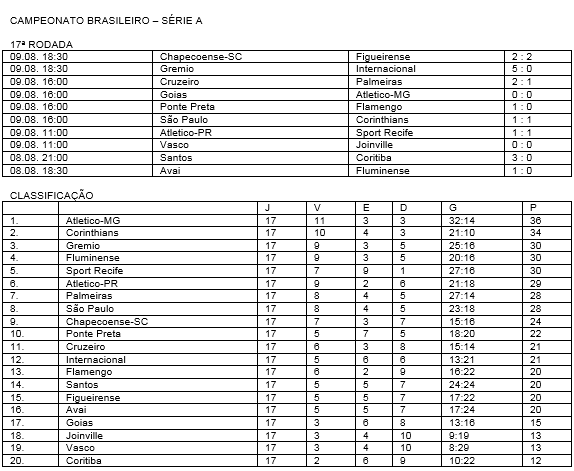 CAMPEONATO BRASILEIRO – SÉRIE A
17ª RODADA
09.08. 18:30 Chapecoense-SC Figueirense 2 : 2
09.08. 18:30 Gremio Internacional 5 : 0
09.08. 16:00 Cruzeiro Palmeiras 2 : 1
09.08. 16:00 Goias Atletico-MG 0 : 0
09.08. 16:00 Ponte Preta Flamengo 1 : 0
09.08. 16:00 São Paulo Corinthians 1 : 1
09.08. 11:00 Atletico-PR Sport Recife 1 : 1
09.08. 11:00 Vasco Joinville 0 : 0
08.08. 21:00 Santos Coritiba 3 : 0
08.08. 18:30 Avai Fluminense 1 : 0
CLASSIFICAÇÃO
J V E D G P
1. Atletico-MG 17 11 3 3 32:14 36
2. Corinthians 17 10 4 3 21:10 34
3. Gremio 17 9 3 5 25:16 30
4. Fluminense 17 9 3 5 20:16 30
5. Sport Recife 17 7 9 1 27:16 30
6. Atletico-PR 17 9 2 6 21:18 29
7. Palmeiras 17 8 4 5 27:14 28
8. São Paulo 17 8 4 5 23:18 28
9. Chapecoense-SC 17 7 3 7 15:16 24
10. Ponte Preta 17 5 7 5 18:20 22
11. Cruzeiro 17 6 3 8 15:14 21
12. Internacional 17 5 6 6 13:21 21
13. Flamengo 17 6 2 9 16:22 20
14. Santos 17 5 5 7 24:24 20
15. Figueirense 17 5 5 7 17:22 20
16. Avai 17 5 5 7 17:24 20
17. Goias 17 3 6 8 13:16 15
18. Joinville 17 3 4 10 9:19 13
19. Vasco 17 3 4 10 8:29 13
20. Coritiba 17 2 6 9 10:22 12